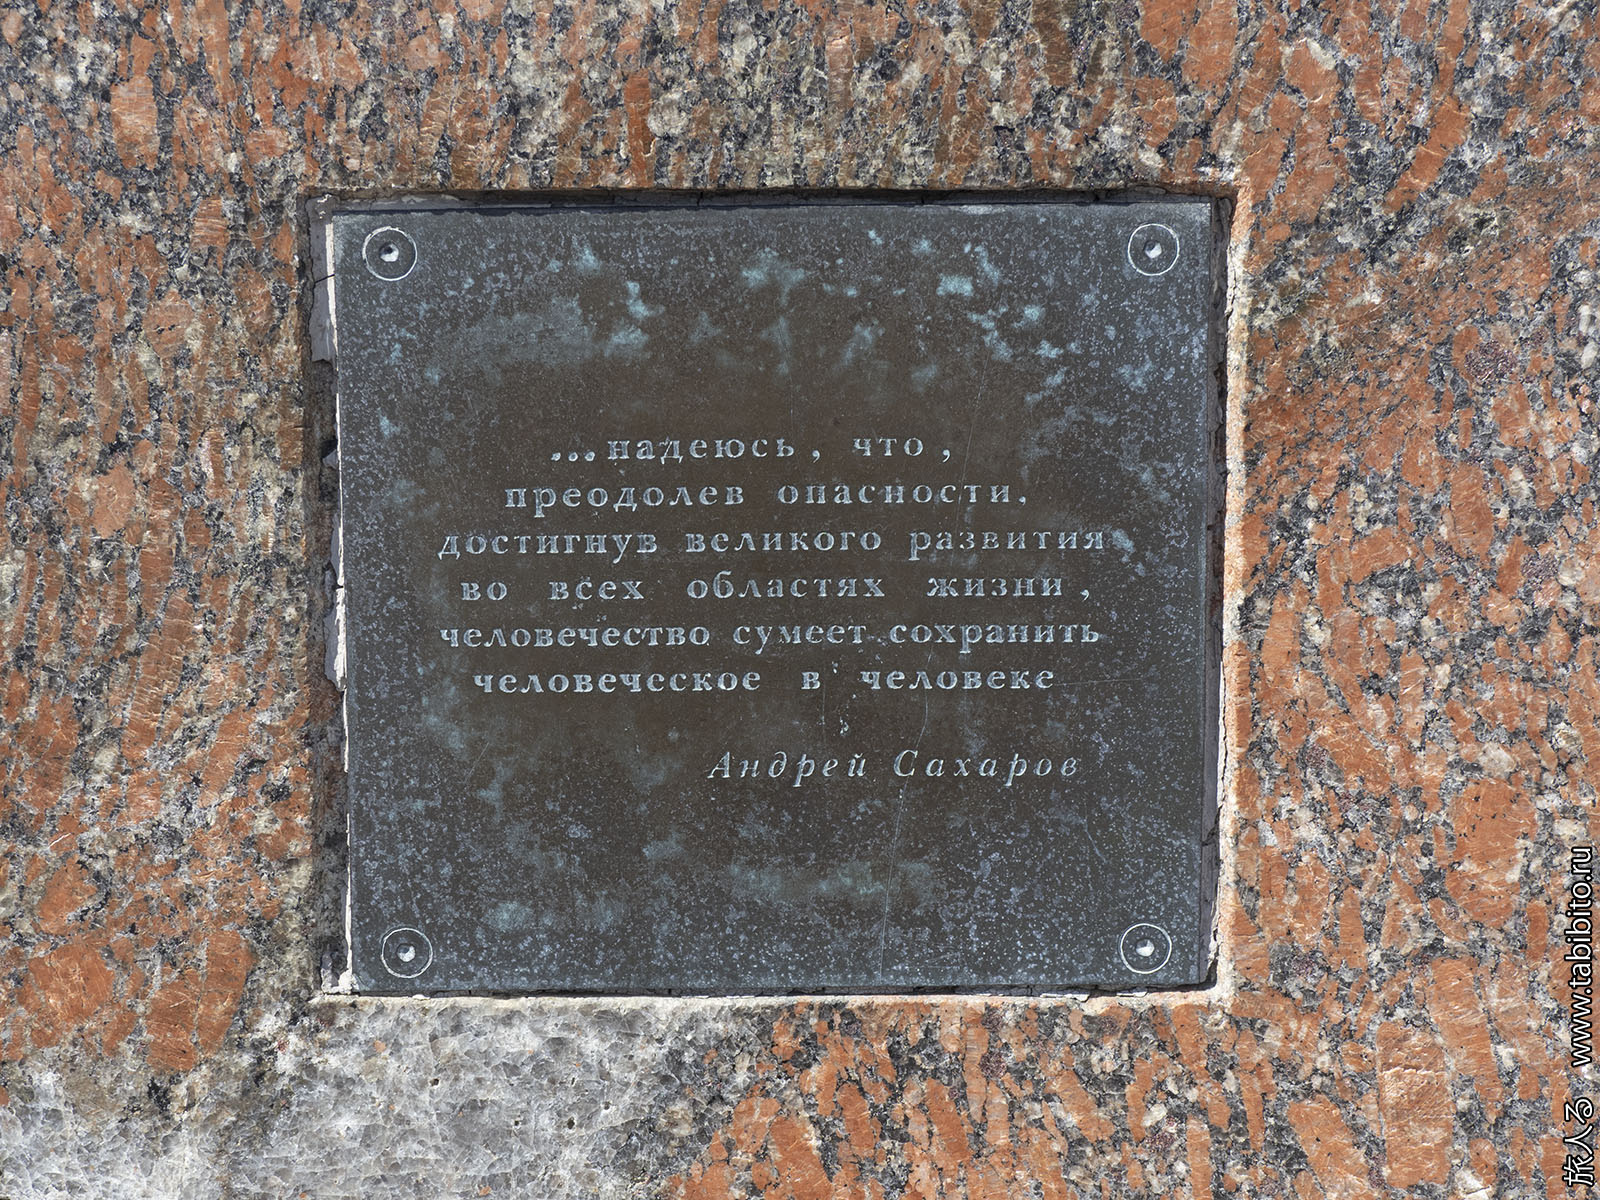 ...надеюсь, что,
преодолев опасности,
достигнув великого развития
во всех областях жизни,
человечество сумеет сохранить
человеческое в человеке
Андрей Сахаров
旅人る www.tabibito.ru